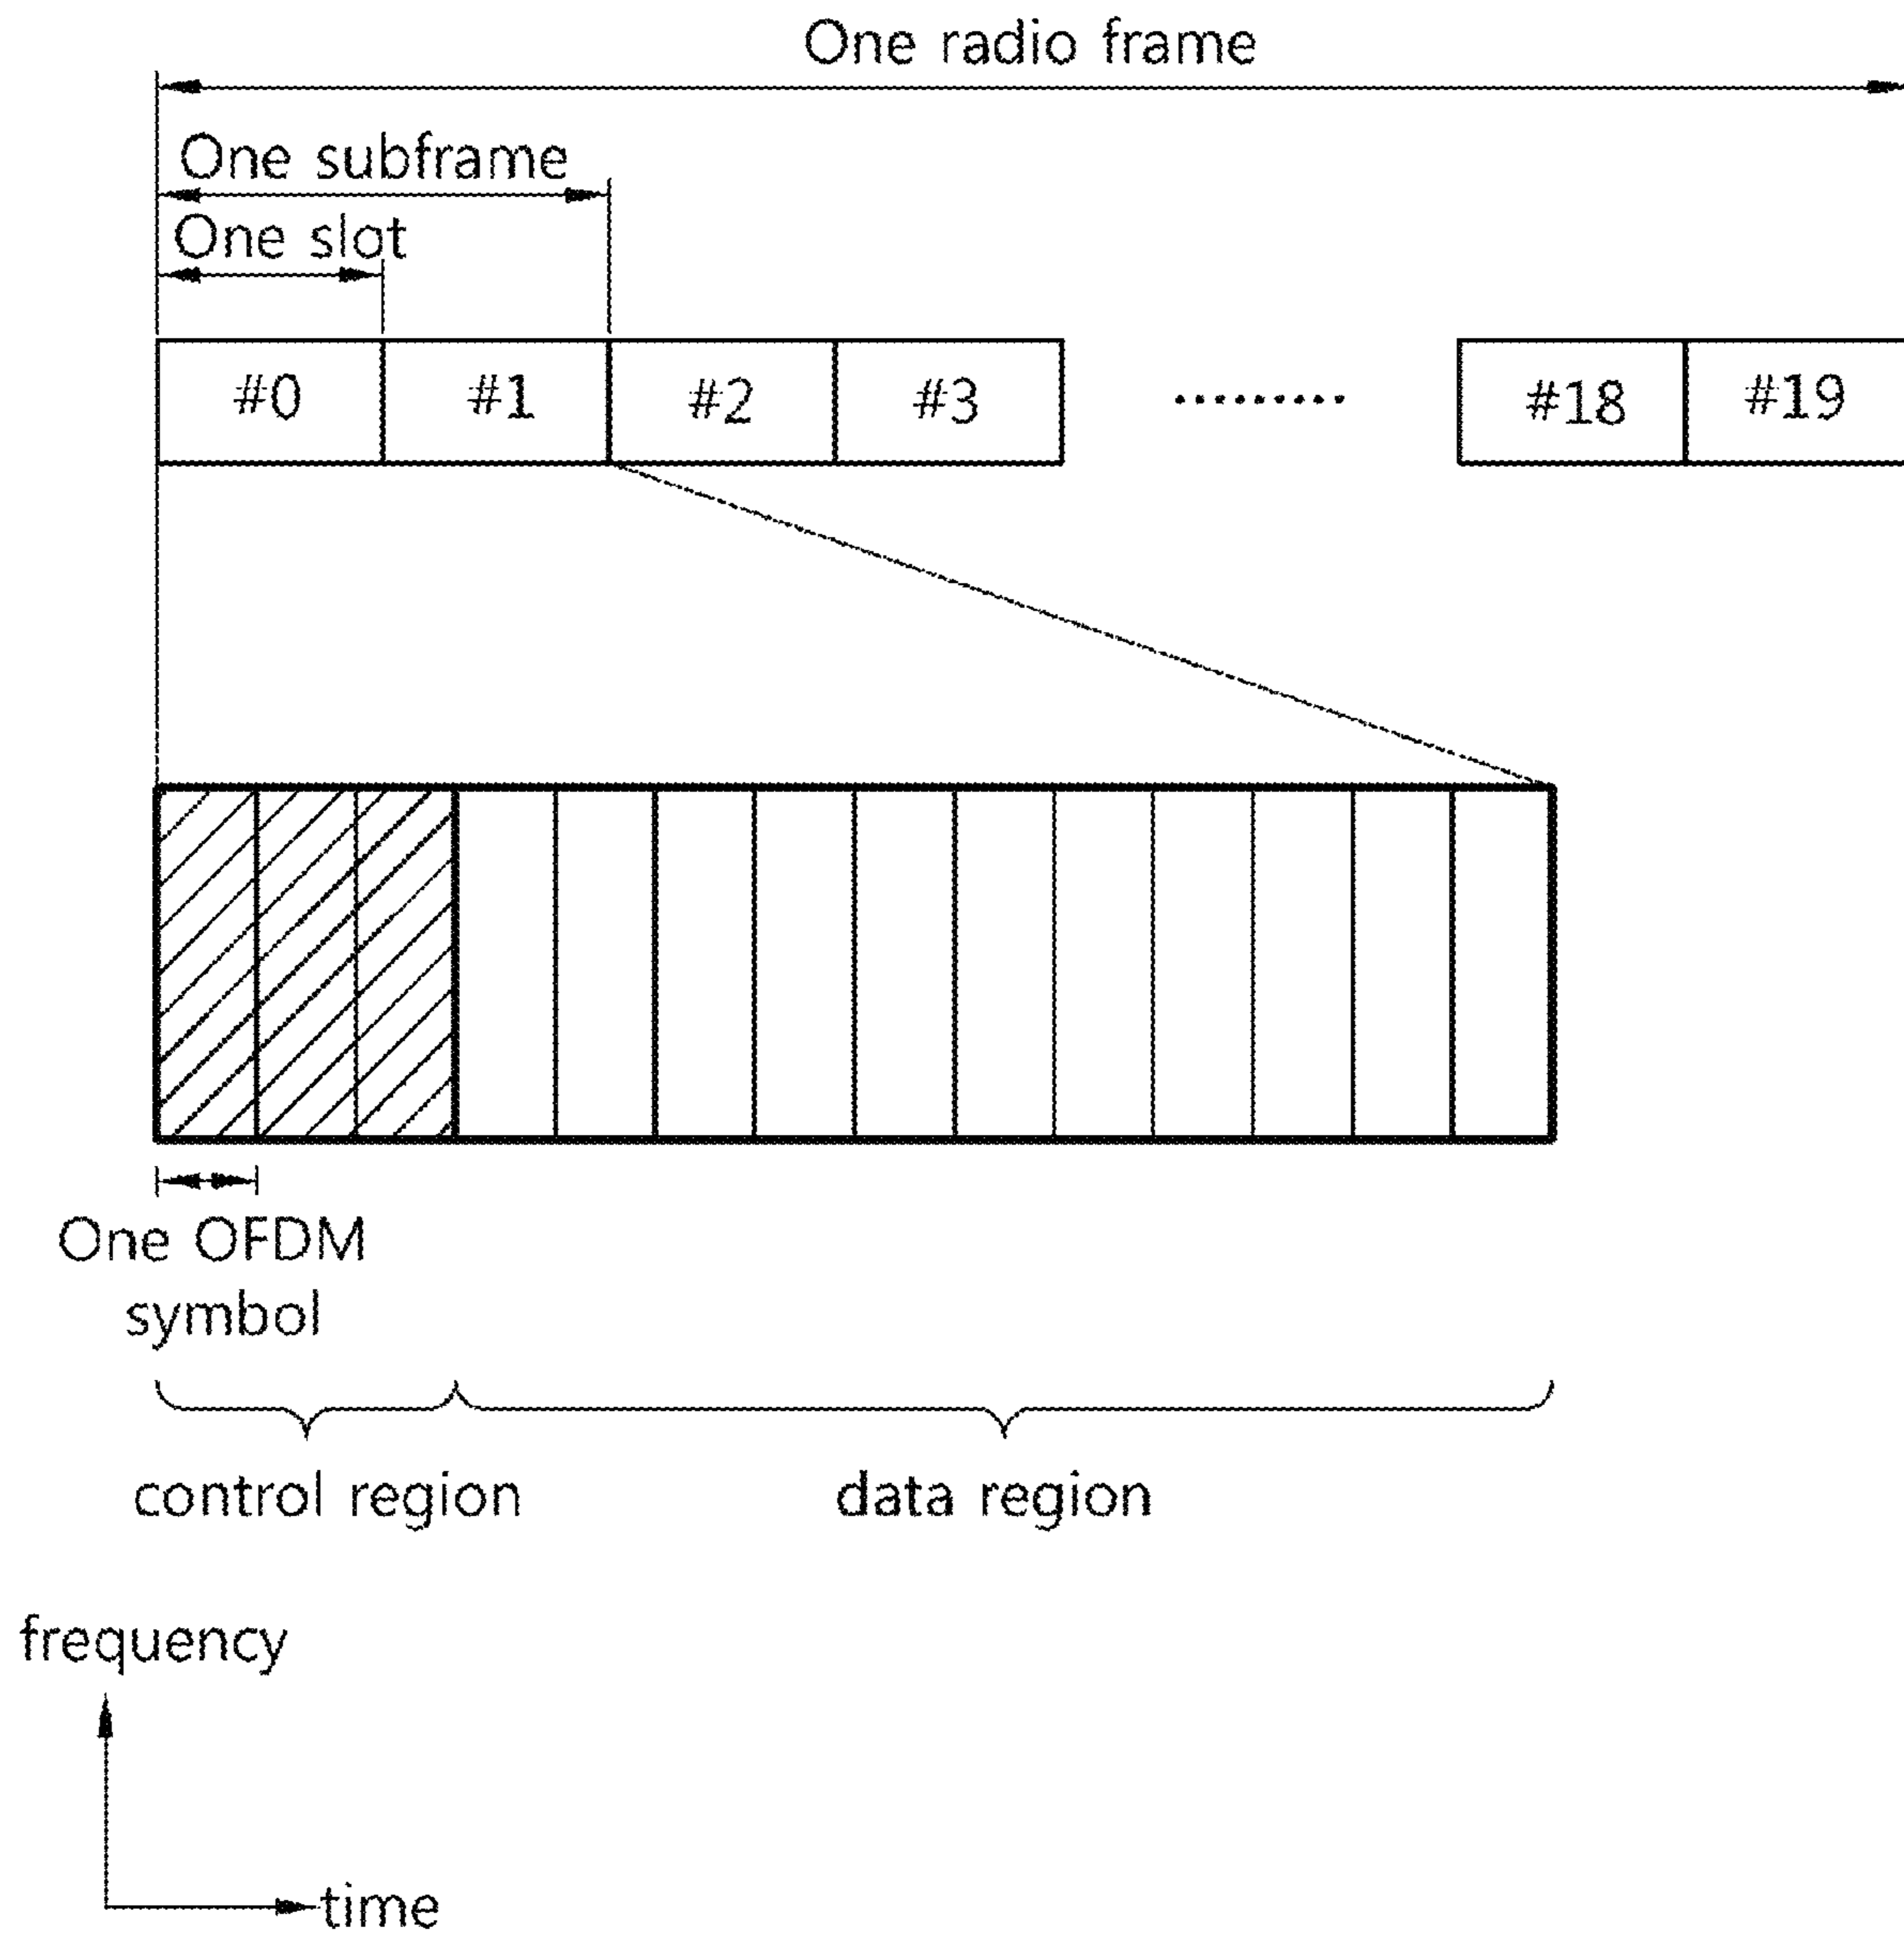 One radio frame
One subframe
One slot
#0 #1 #2 #3 ......... #18 #19
One OFDM
symbol
control region data region
frequency
time